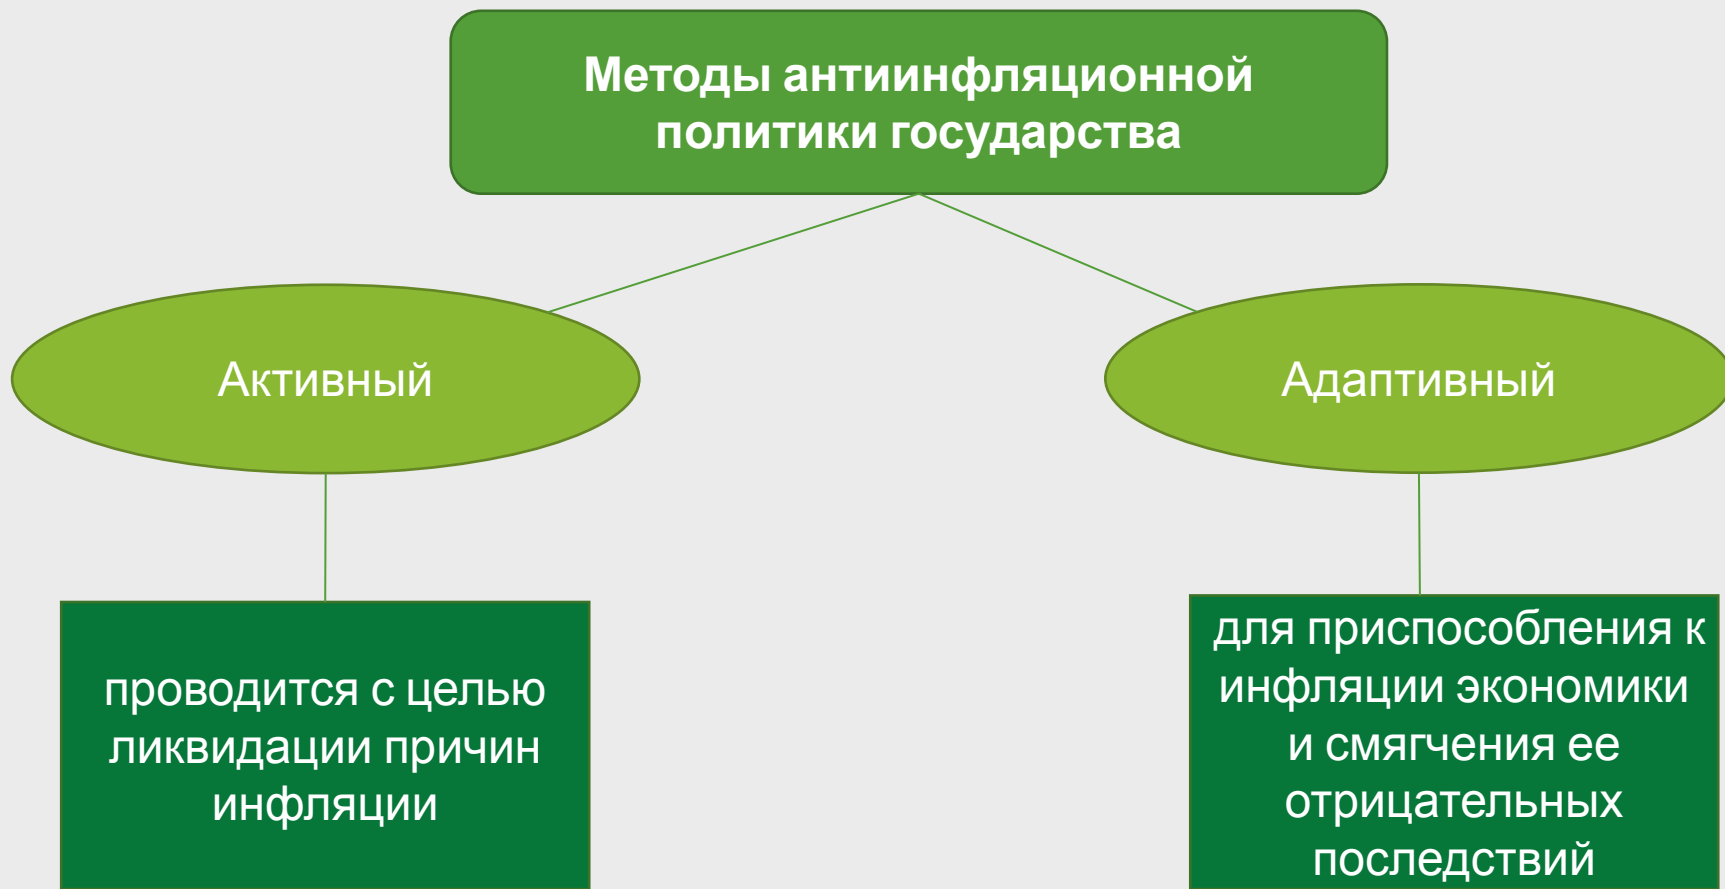 Методы антиинфляционной
политики государства
Активный
Адаптивный
проводится с целью
ликвидации причин
инфляции
для приспособления к
инфляции экономики
и смягчения ее
отрицательных
последствий